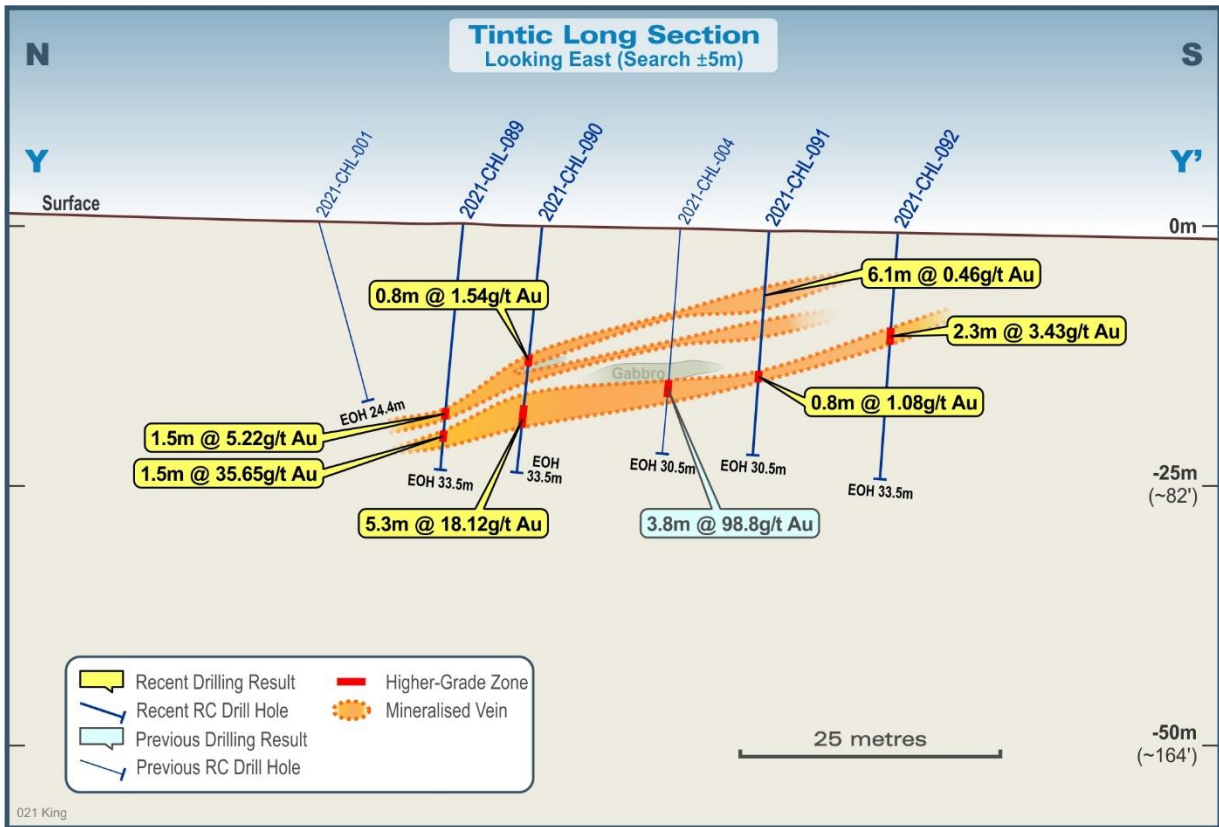 Tintic Long Section
Looking East (Search ±5m)
N
S
Y
Y'
2021-CHL-001
2021-CHL-089
2021-CHL-090
2021-CHL-004
2021-CHL-091
2021-CHL-092
Surface
0m
0.8m @ 1.54g/t Au
6.1m @ 0.46g/t Au
2.3m @ 3.43g/t Au
Gabbro
0.8m @ 1.08g/t Au
EOH 24.4m
1.5m @ 5.22g/t Au
1.5m @ 35.65g/t Au
EOH 33.5m
EOH
33.5m
EOH 30.5m
EOH 30.5m
EOH 33.5m
-25m
(~82')
5.3m @ 18.12g/t Au
3.8m @ 98.8g/t Au
Recent Drilling Result
Recent RC Drill Hole
Previous Drilling Result
Previous RC Drill Hole
Higher-Grade Zone
Mineralised Vein
25 metres
-50m
(~164')
021 King